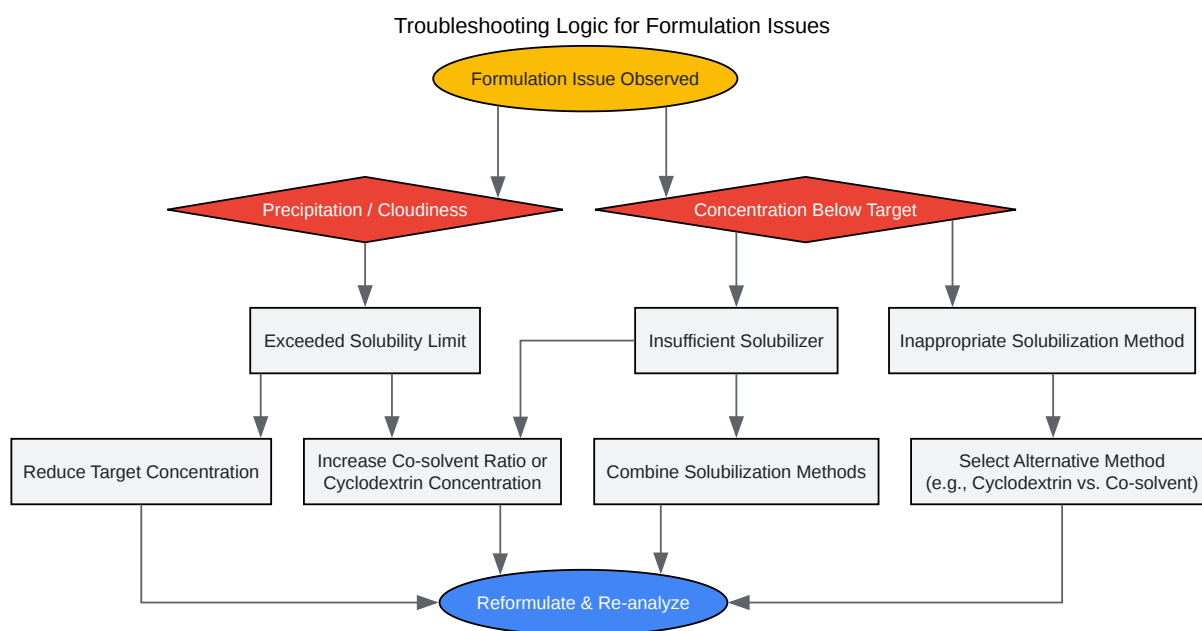 Troubleshooting Logic for Formulation Issues
Formulation Issue Observed
Precipitation / Cloudiness
Concentration Below Target
Exceeded Solubility Limit
Insufficient Solubilizer
Inappropriate Solubilization Method
Reduce Target Concentration
Increase Co-solvent Ratio or
Cyclodextrin Concentration
Combine Solubilization Methods
Select Alternative Method
(e.g., Cyclodextrin vs. Co-solvent)
Reformulate & Re-analyze